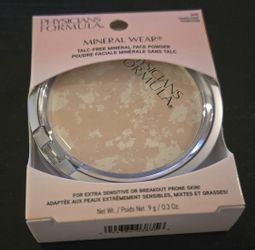 PHYSICIANS
FORMULA®
MINERAL WEAR®
TALC-FREE MINERAL FACE POWDER
POUDRE FACIALE MINÉRALE SANS TALC
PHYSICIANS
FORMULA®
FOR EXTRA SENSITIVE OR BREAKOUT PRONE SKIN!
ADAPTÉE AUX PEAUX EXTRÊMEMENT SENSIBLES, MIXTES ET GRASSES!
Net Wt. / Poids Net 9 g / 0.3 Oz.